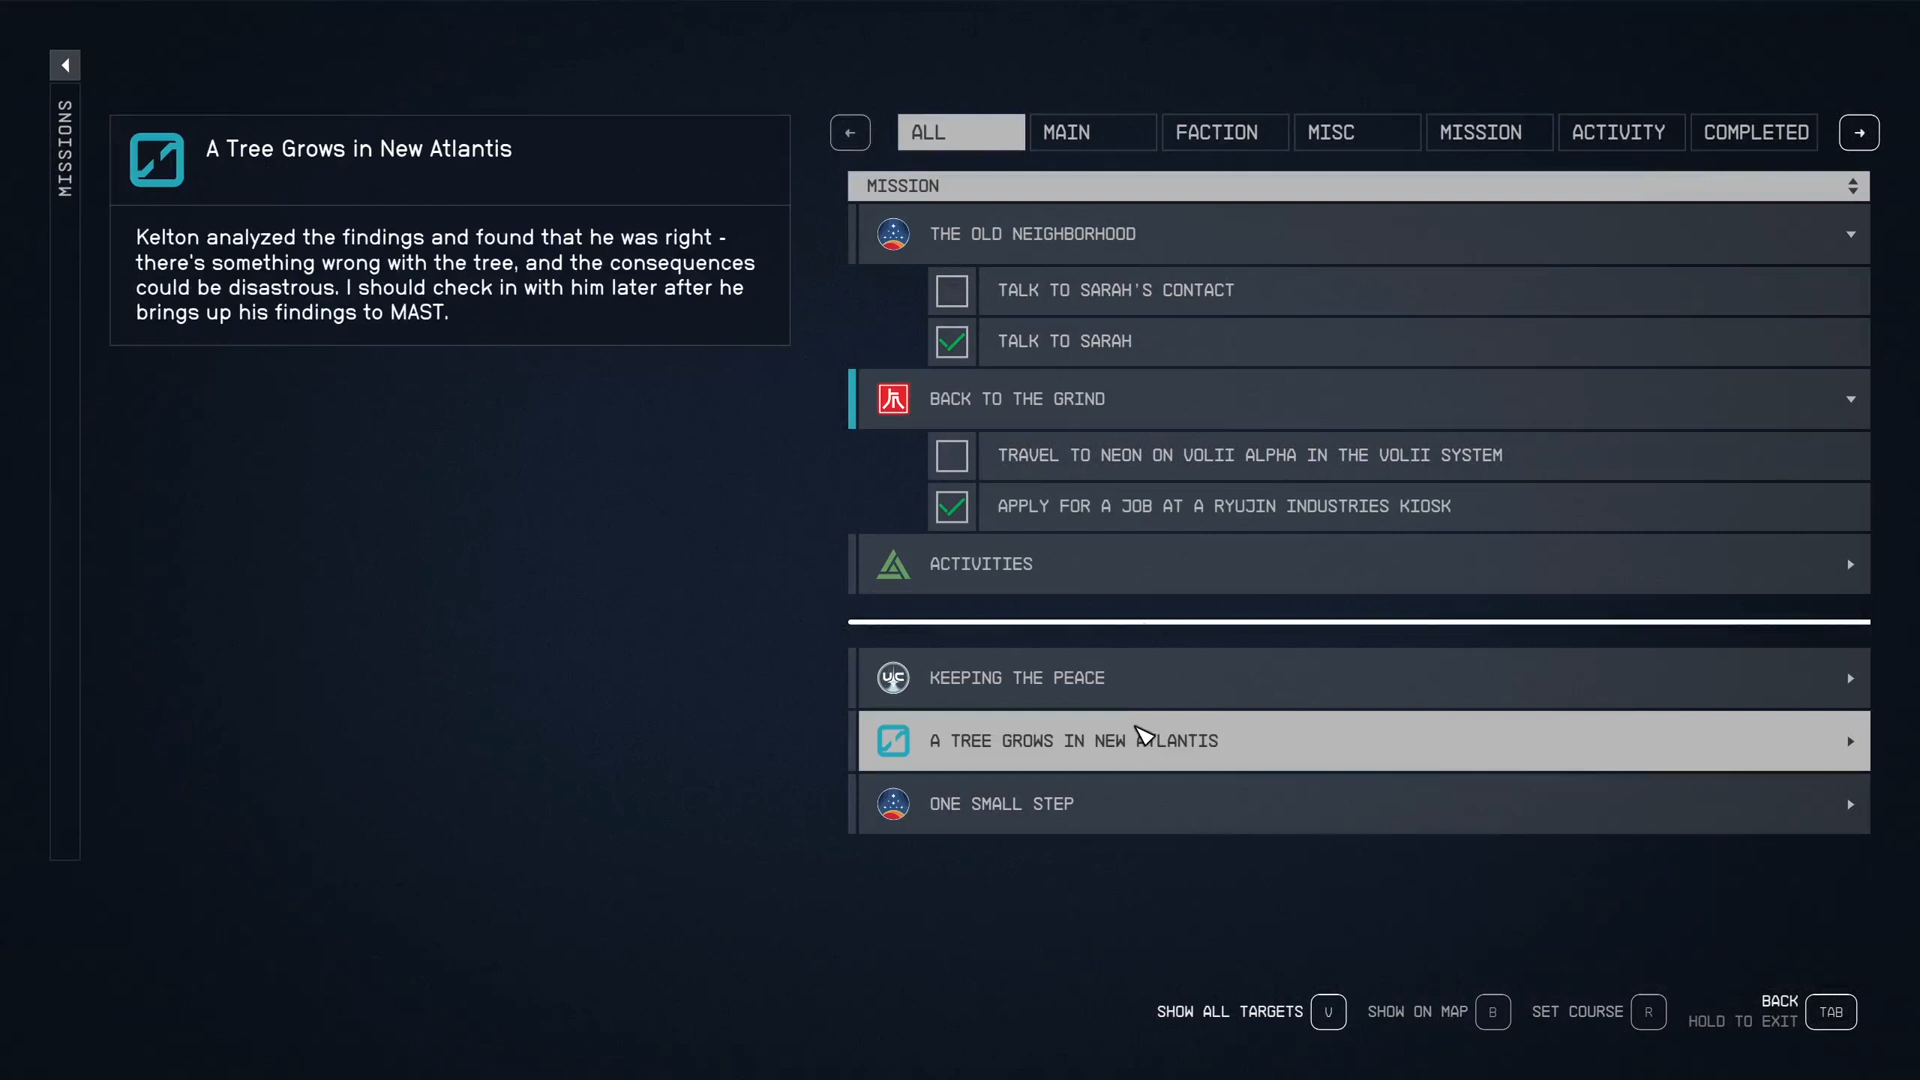 MISSIONS
A Tree Grows in New Atlantis
Kelton analyzed the findings and found that he was right -
there's something wrong with the tree, and the consequences
could be disastrous. I should check in with him later after he
brings up his findings to MAST.
ALL
MAIN
FACTION
MISC
MISSION
ACTIVITY
COMPLETED
MISSION
THE OLD NEIGHBORHOOD
TALK TO SARAH'S CONTACT
TALK TO SARAH
BACK TO THE GRIND
TRAVEL TO NEON ON VOLII ALPHA IN THE VOLII SYSTEM
APPLY FOR A JOB AT A RYUJIN INDUSTRIES KIOSK
ACTIVITIES
UC
KEEPING THE PEACE
A TREE GROWS IN NEW ATLANTIS
ONE SMALL STEP
SHOW ALL TARGETS V
SHOW ON MAP B
SET COURSE R
BACK
HOLD TO EXIT
TAB